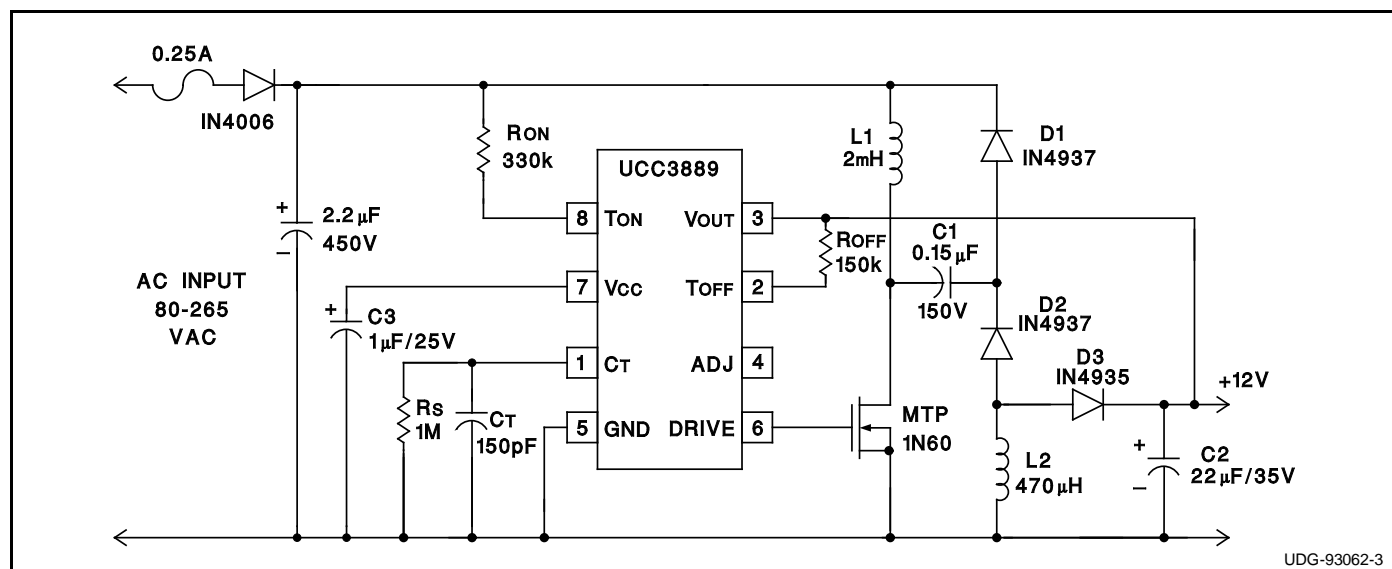 0.25A
IN4006
RON
330k
UCC3889
L1
2mH
D1
IN4937
+
2.2µF
450V
–
8
TON
VOUT
3
ROFF
150k
C1
0.15µF
150V
AC INPUT
80-265
VAC
7
VCC
TOFF
2
D2
IN4937
+
C3
1µF/25V
1
CT
ADJ
4
D3
IN4935
+12V
RS
1M
CT
150pF
5
GND
DRIVE
6
MTP
1N60
L2
470µH
+
C2
22µF/35V
–
UDG-93062-3